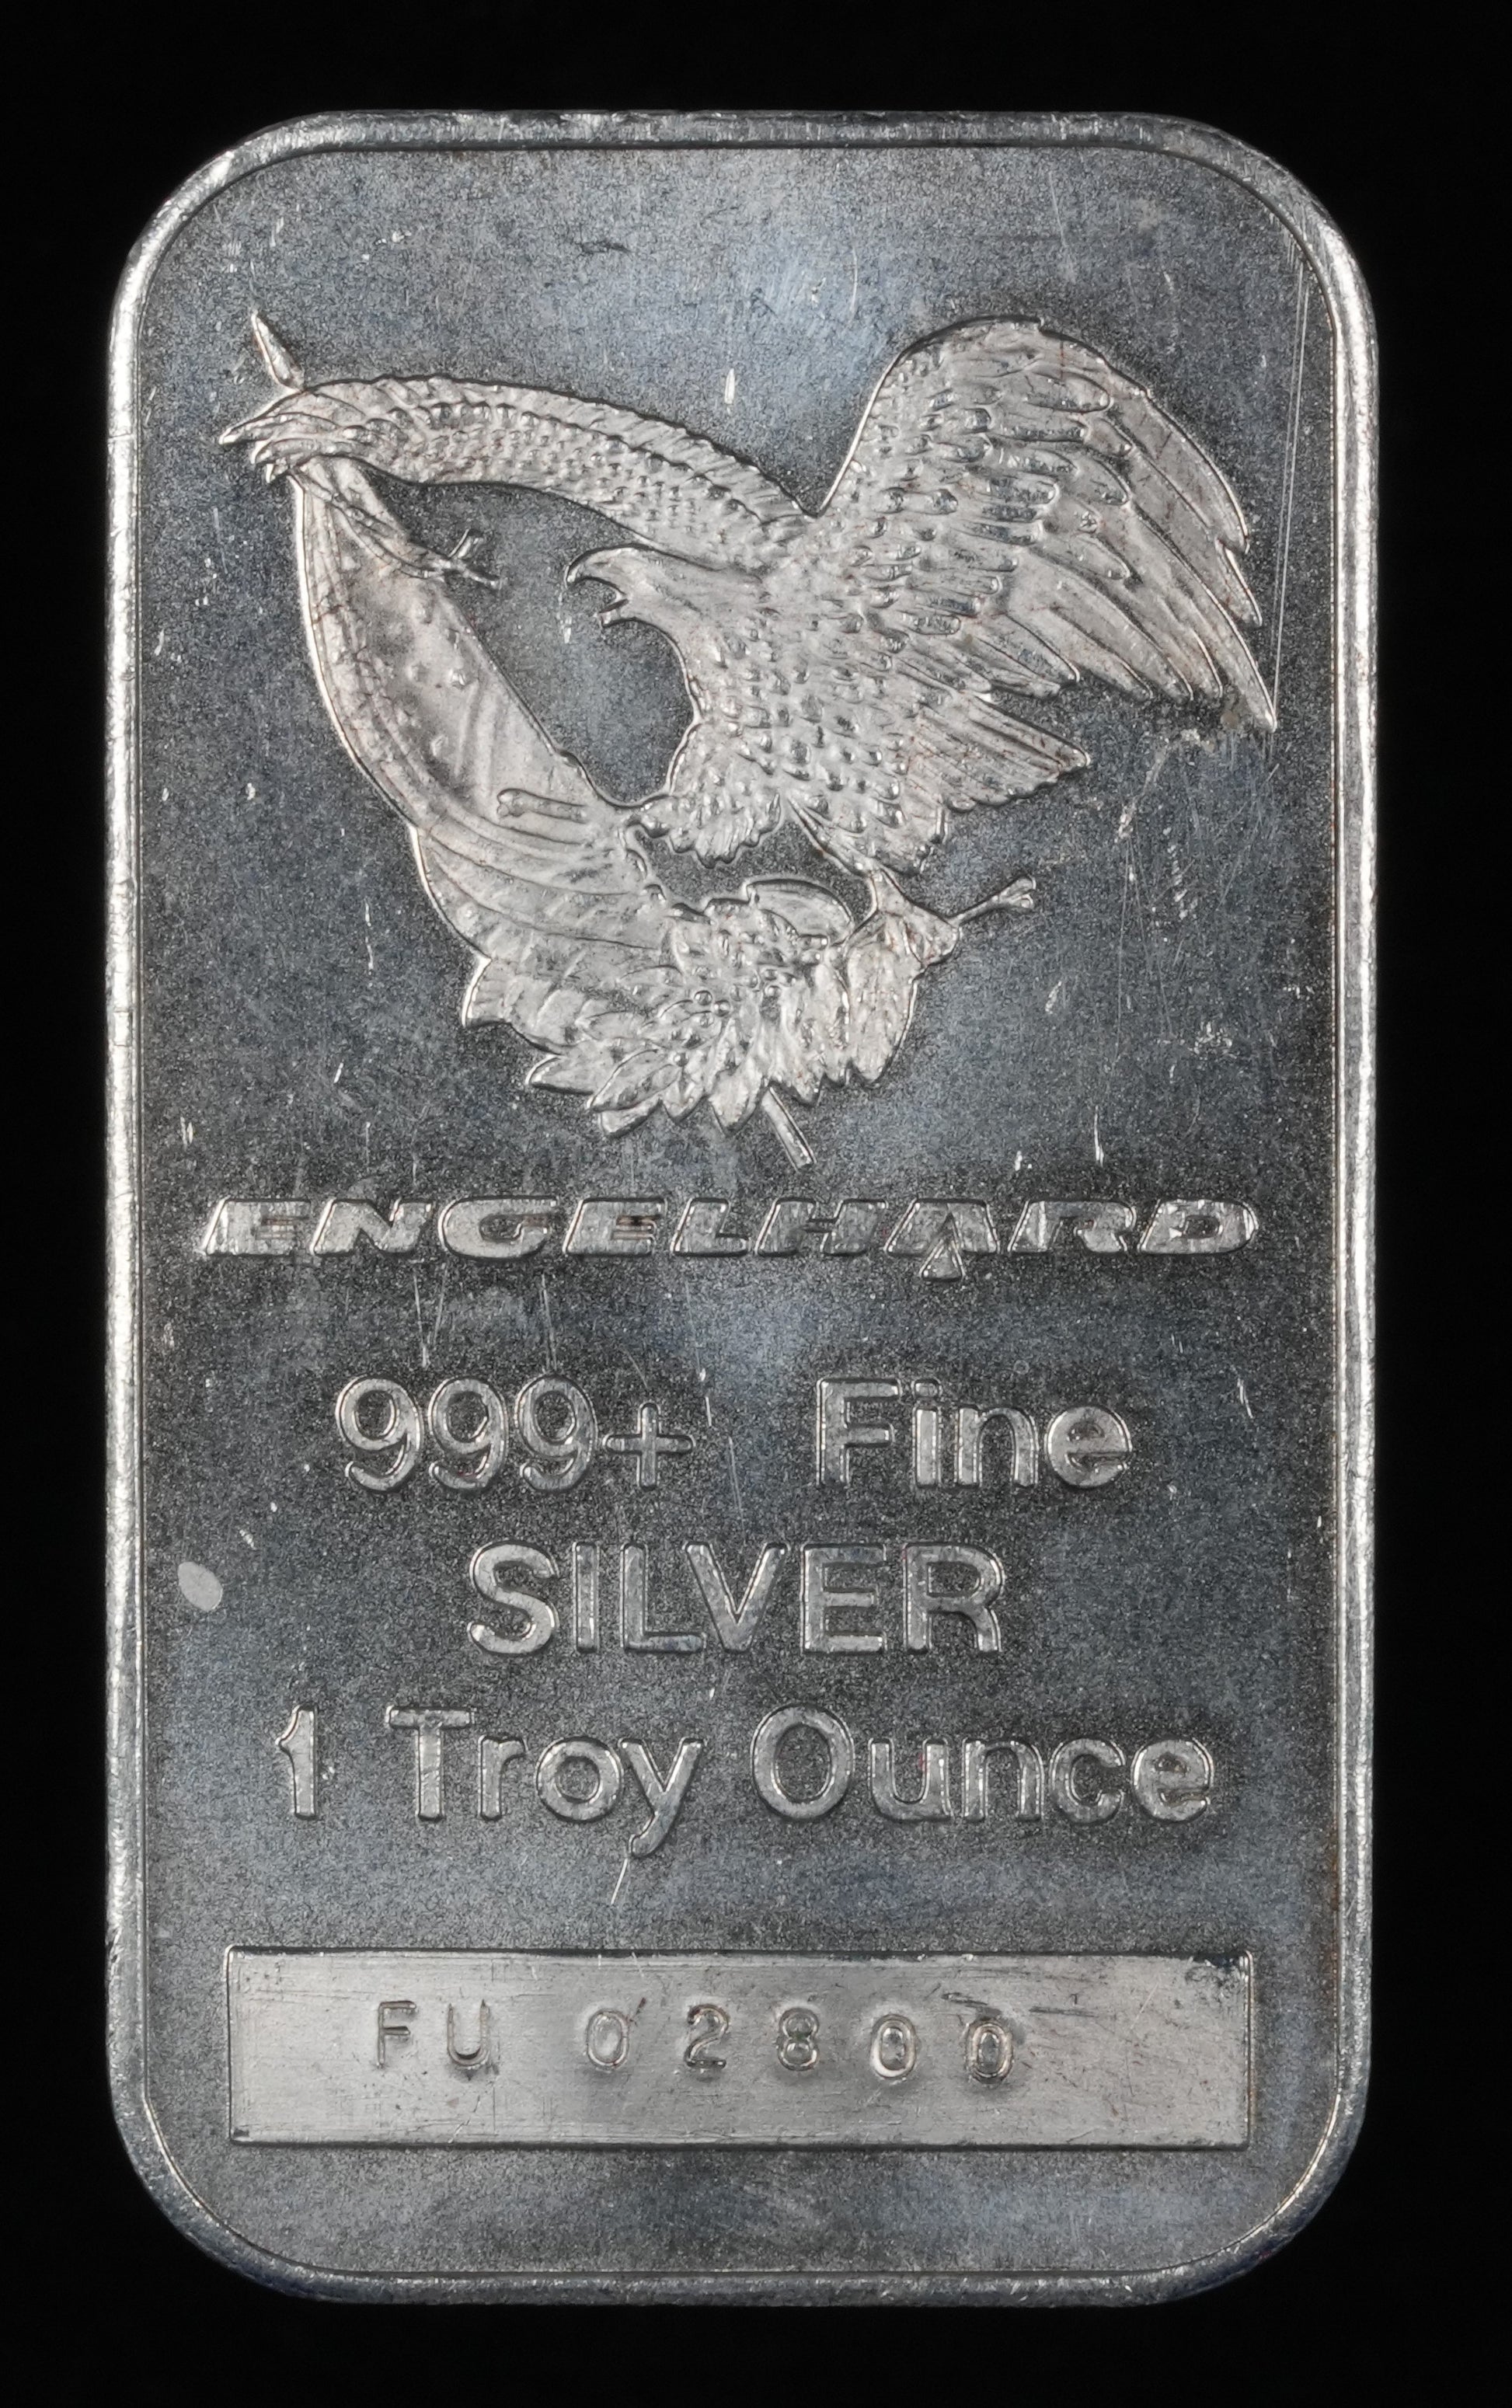 ENGELHARD
999+ Fine
SILVER
1 Troy Ounce
FU 02800